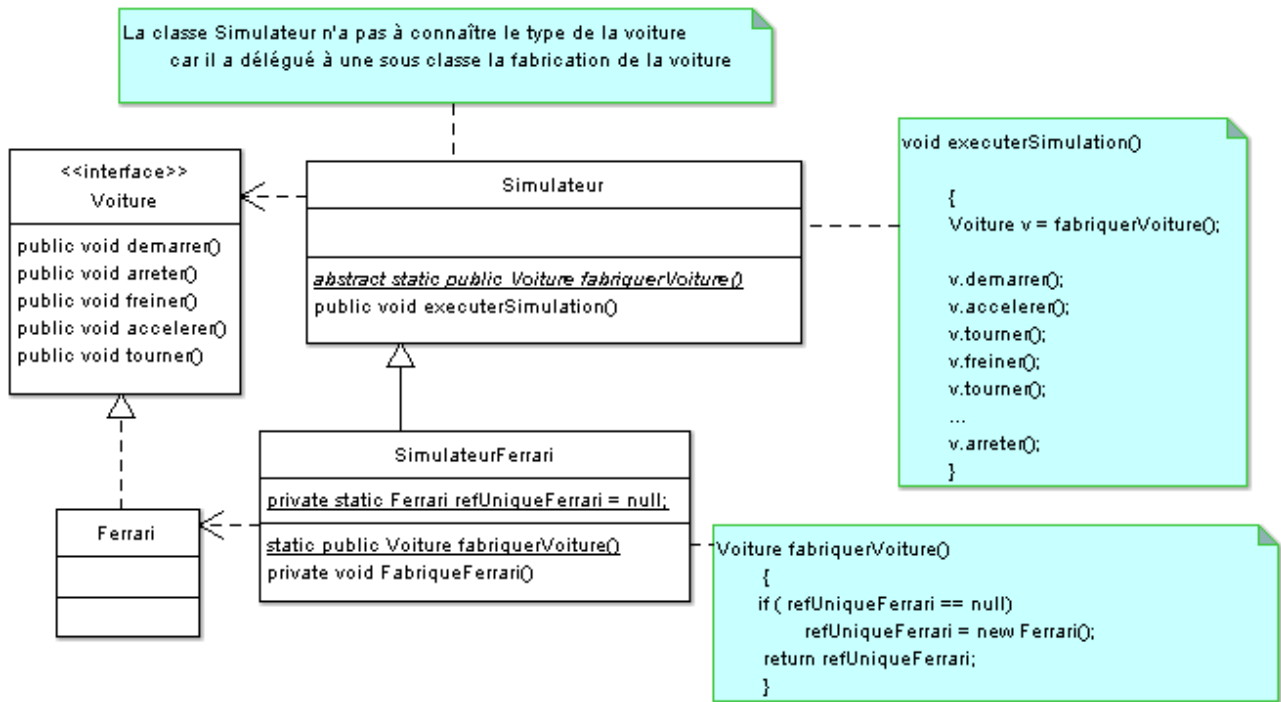 La classe Simulateur n'a pas à connaître le type de la voiture
car il a délégué à une sous classe la fabrication de la voiture
<<interface>>
Voiture
public void demarrer()
public void arreter()
public void freiner()
public void accelerer()
public void tourner()
Simulateur
abstract static public Voiture fabriquerVoiture()
public void executerSimulation()
void executerSimulation()
{
Voiture v = fabriquerVoiture();
v.demarrer();
v.accelerer();
v.tourner();
v.freiner();
v.tourner();
...
v.arreter();
}
Ferrari
SimulateurFerrari
private static Ferrari refUniqueFerrari = null;
static public Voiture fabriquerVoiture()
private void FabriqueFerrari()
Voiture fabriquerVoiture()
{
if ( refUniqueFerrari == null)
refUniqueFerrari = new Ferrari();
return refUniqueFerrari;
}